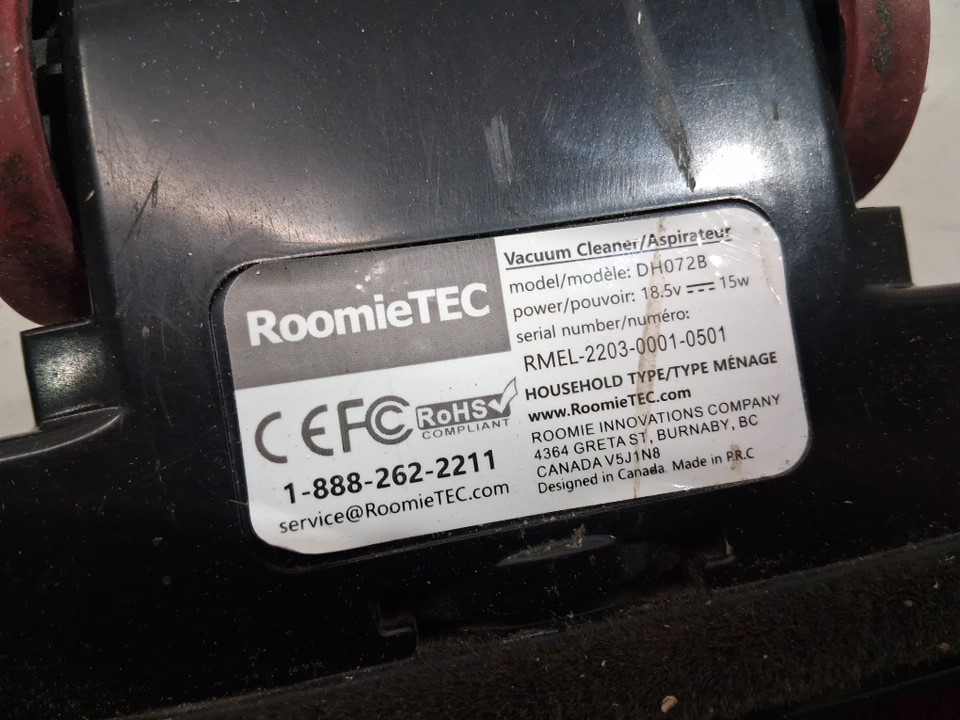 RoomieTEC
CE FC RoHS
COMPLIANT
1-888-262-2211
service@RoomieTEC.com
Vacuum Cleaner/Aspirateur
model/modèle: DH072B
power/pouvoir: 18.5v ⎓ 15w
serial number/numéro:
RMEL-2203-0001-0501
HOUSEHOLD TYPE/TYPE MÉNAGE
www.RoomieTEC.com
ROOMIE INNOVATIONS COMPANY
4364 GRETA ST, BURNABY, BC
CANADA V5J1N8
Designed in Canada. Made in P.R.C